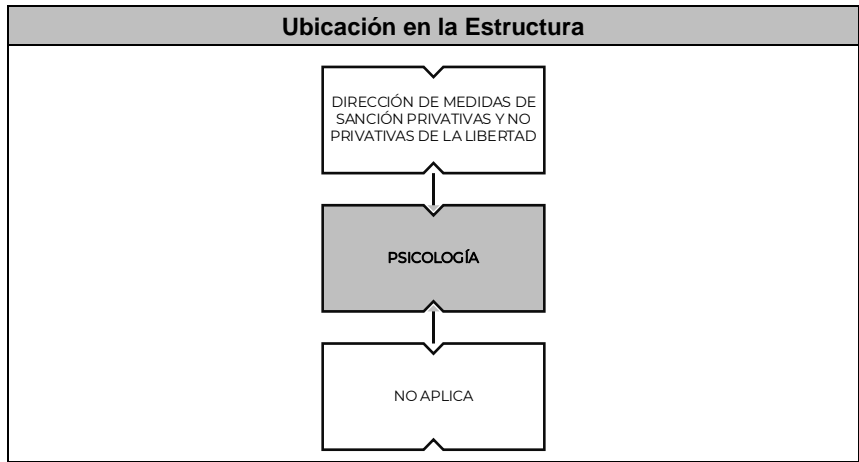 Ubicación en la Estructura
DIRECCIÓN DE MEDIDAS DE
SANCIÓN PRIVATIVAS Y NO
PRIVATIVAS DE LA LIBERTAD
PSICOLOGÍA
NO APLICA